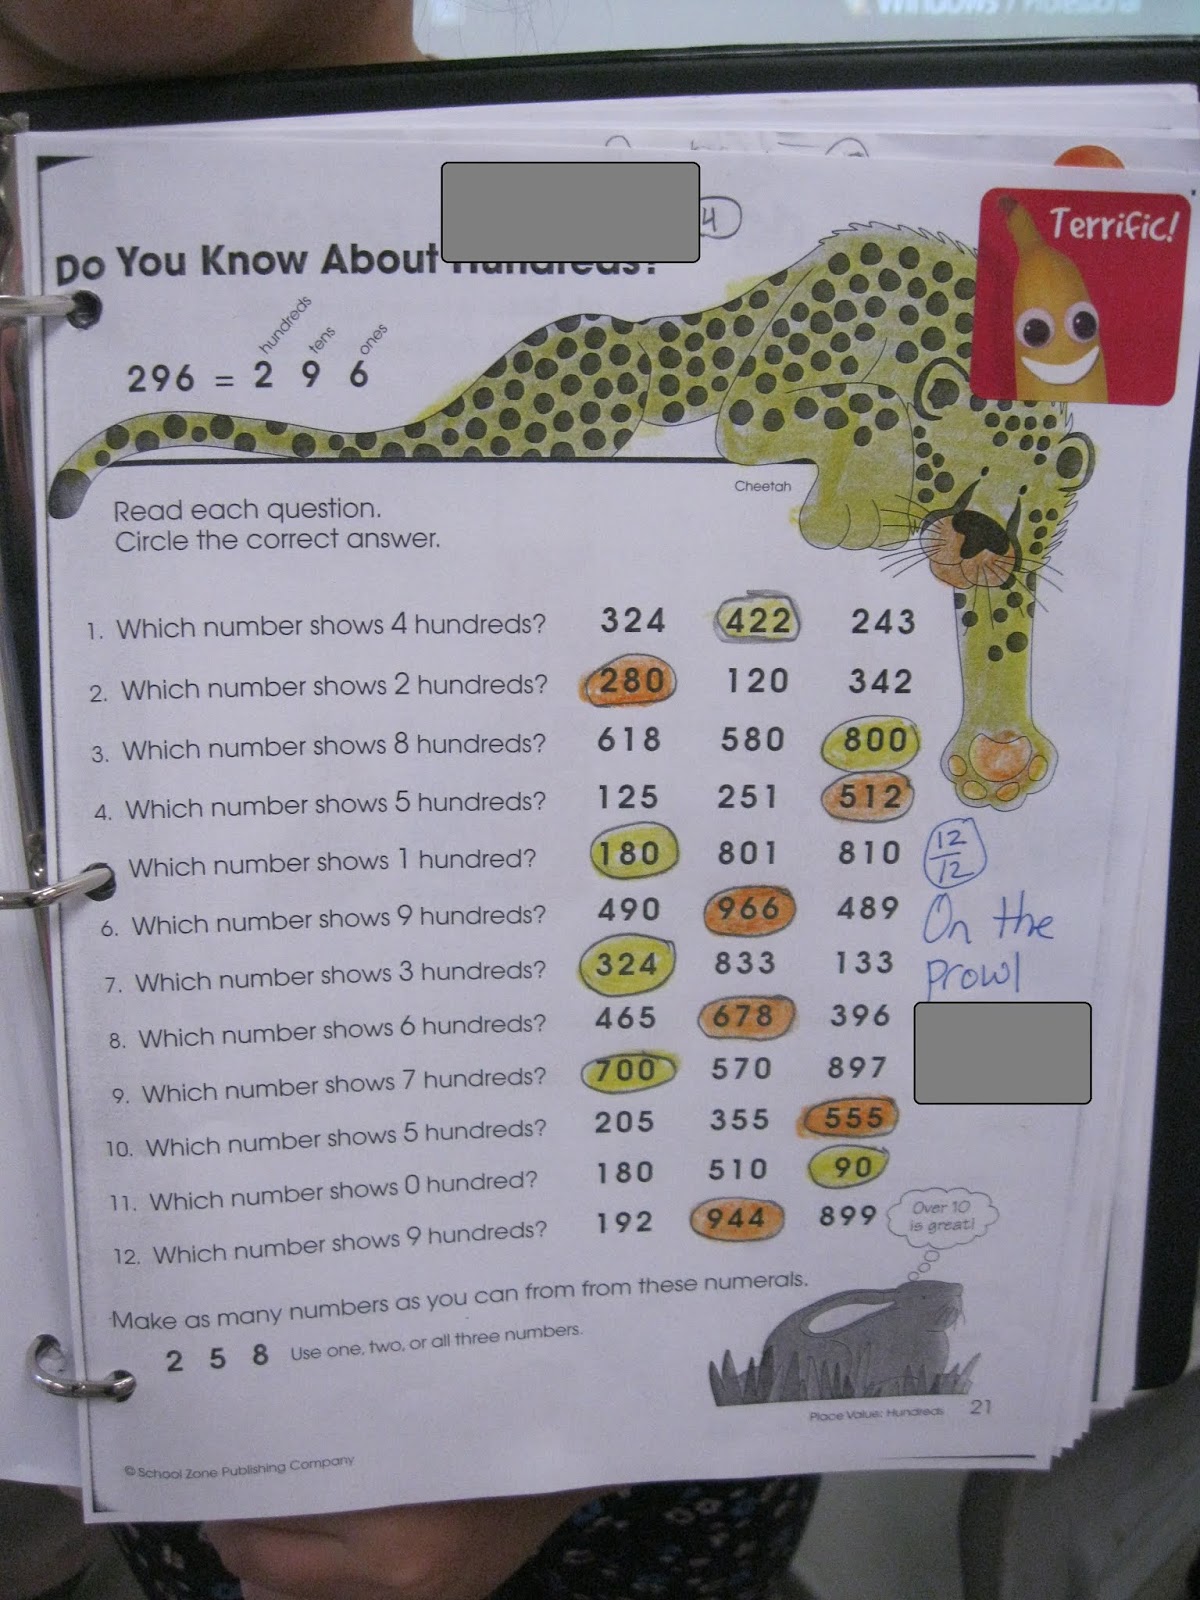 Windows 7 Professional
4
Terrific!
Do You Know About Hundreds?
hundreds tens ones
296 = 2 9 6
Cheetah
Read each question.
Circle the correct answer.
1. Which number shows 4 hundreds? 324 422 243
2. Which number shows 2 hundreds? 280 120 342
3. Which number shows 8 hundreds? 618 580 800
4. Which number shows 5 hundreds? 125 251 512
Which number shows 1 hundred? 180 801 810
12
12
6. Which number shows 9 hundreds? 490 966 489
On the
prowl
7. Which number shows 3 hundreds? 324 833 133
8. Which number shows 6 hundreds? 465 678 396
9. Which number shows 7 hundreds? 700 570 897
10. Which number shows 5 hundreds? 205 355 555
11. Which number shows 0 hundred? 180 510 90
12. Which number shows 9 hundreds? 192 944 899
Over 10
is great!
Make as many numbers as you can from from these numerals.
2 5 8 Use one, two, or all three numbers.
Place Value: Hundreds 21
© School Zone Publishing Company